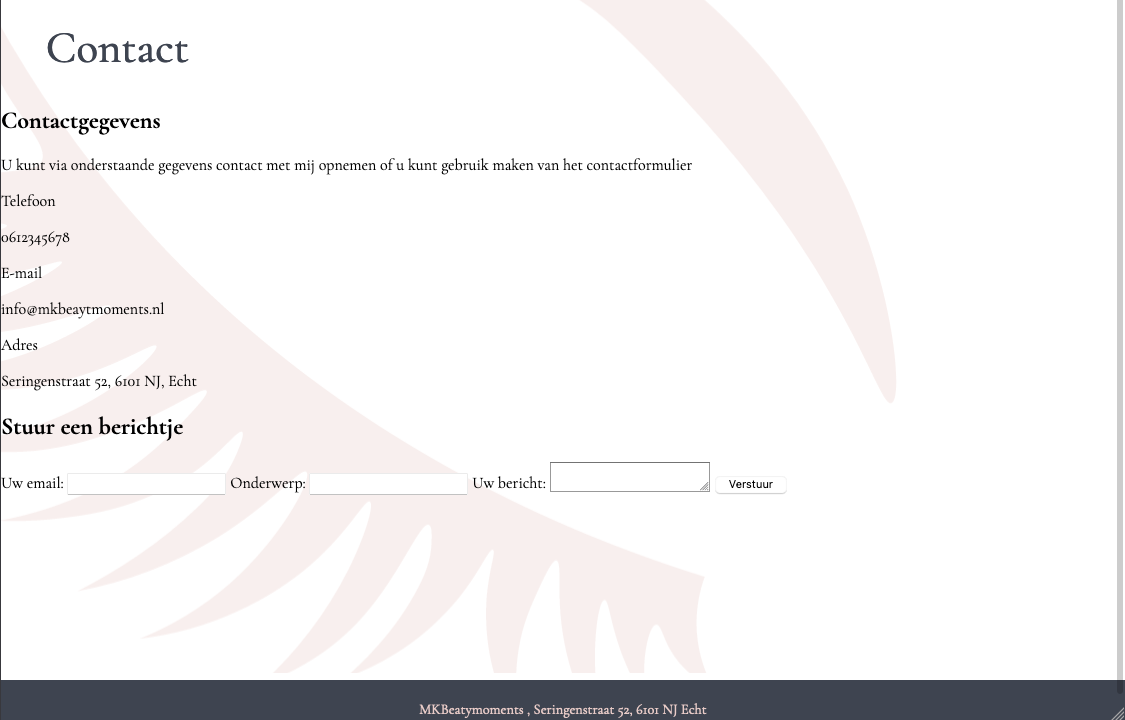 Contact
Contactgegevens
U kunt via onderstaande gegevens contact met mij opnemen of u kunt gebruik maken van het contactformulier
Telefoon
0612345678
E-mail
info@mkbeaytmoments.nl
Adres
Seringenstraat 52, 6101 NJ, Echt
Stuur een berichtje
Uw email: Onderwerp: Uw bericht: Verstuur
MKBeatymoments , Seringenstraat 52, 6101 NJ Echt